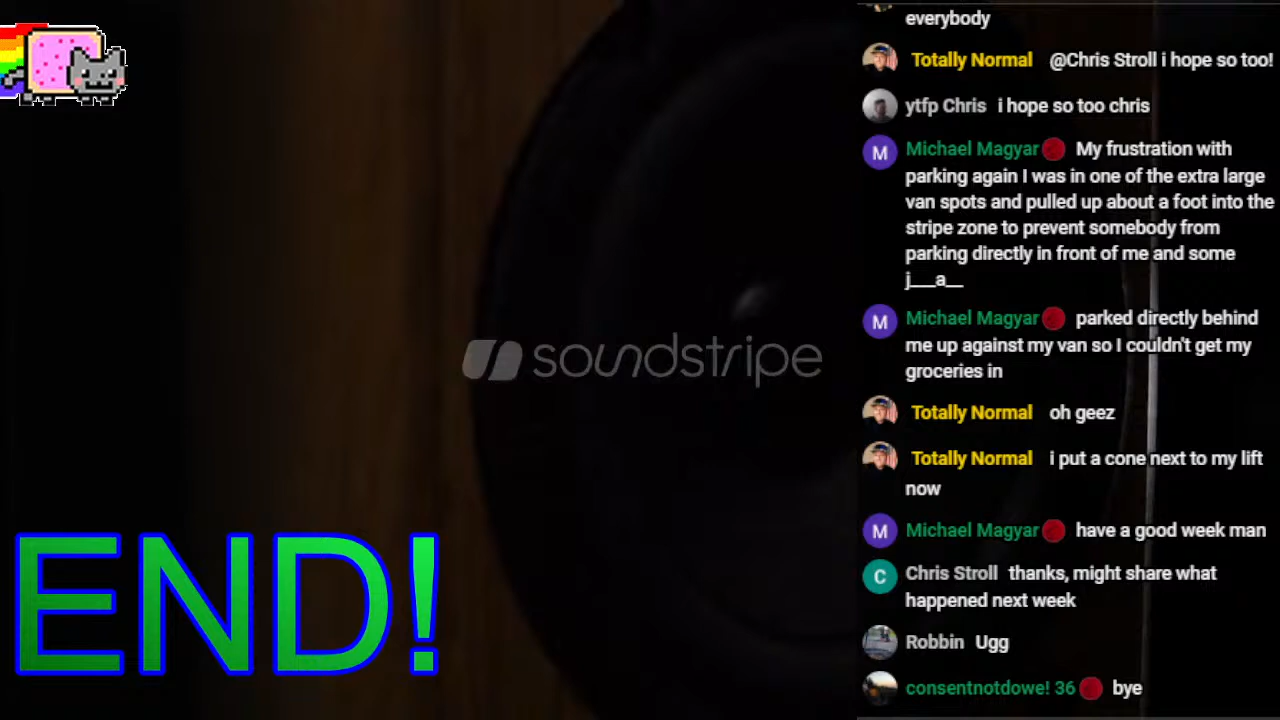 everybody
Totally Normal @Chris Stroll i hope so too!
ytfp Chris i hope so too chris
M Michael Magyar My frustration with
parking again I was in one of the extra large
van spots and pulled up about a foot into the
stripe zone to prevent somebody from
parking directly in front of me and some
j___a__
M Michael Magyar parked directly behind
me up against my van so I couldn't get my
groceries in
Totally Normal oh geez
Totally Normal i put a cone next to my lift
now
M Michael Magyar have a good week man
C Chris Stroll thanks, might share what
happened next week
Robbin Ugg
consentnotdowe! 36 bye
soundstripe
END!